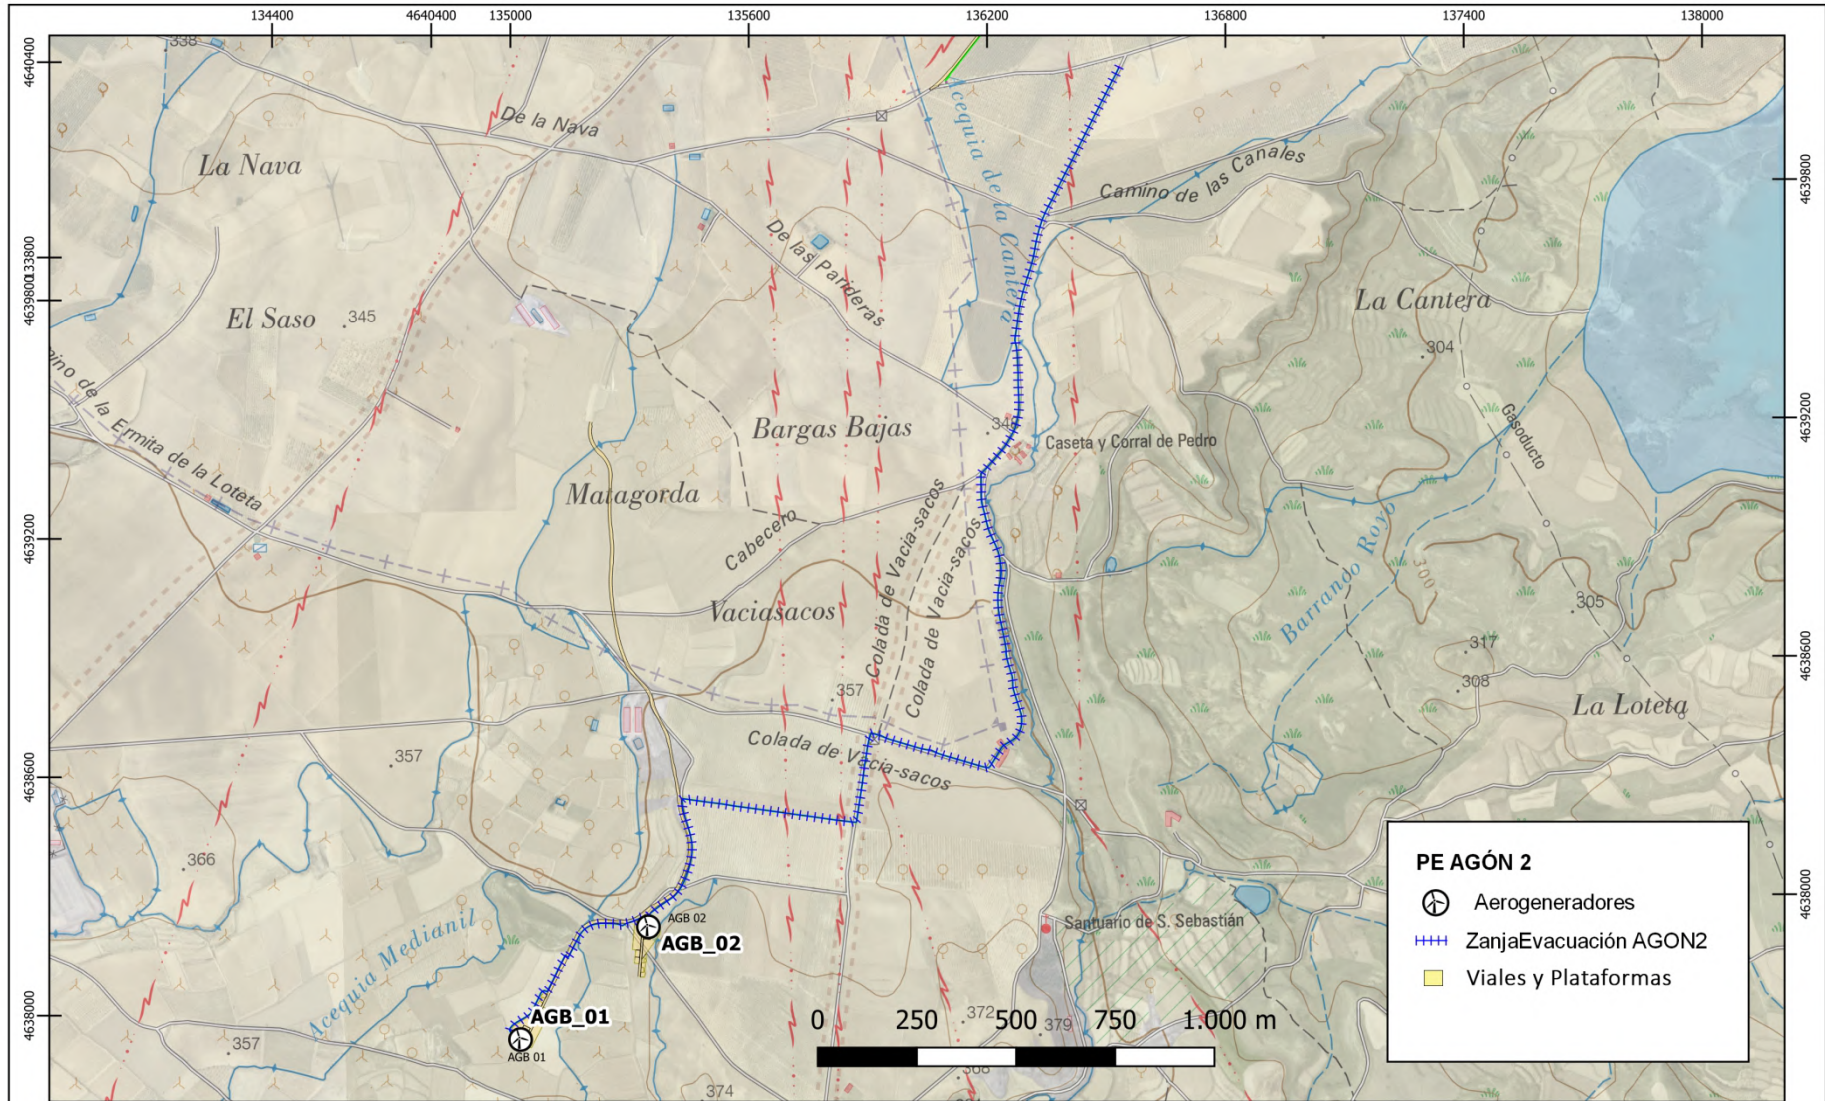 134400
4640400
135000
135600
136200
136800
137400
138000
4640400
133800
4639800
4639200
4638600
4638000
4639800
4639200
4638600
4638000
338
De la Nava
La Nava
Acequia de la Cantera
Camino de las Canales
De las Parideras
El Saso
345
La Cantera
304
mino de la Ermita de la Loteta
Bargas Bajas
Caseta y Corral de Pedro
Gasoducto
Matagorda
Cabecero
Colada de Vacia-sacos
Colada de Vacia-sacos
Barranco Royo
300
305
Vaciasacos
317
308
357
La Loteta
357
Colada de Vacia-sacos
366
Acequia Medianil
AGB 02
AGB_02
Santuario de S. Sebastián
AGB_01
AGB 01
357
372
379
368
374
0 250 500 750 1.000 m
PE AGÓN 2
Aerogeneradores
ZanjaEvacuación AGON2
Viales y Plataformas